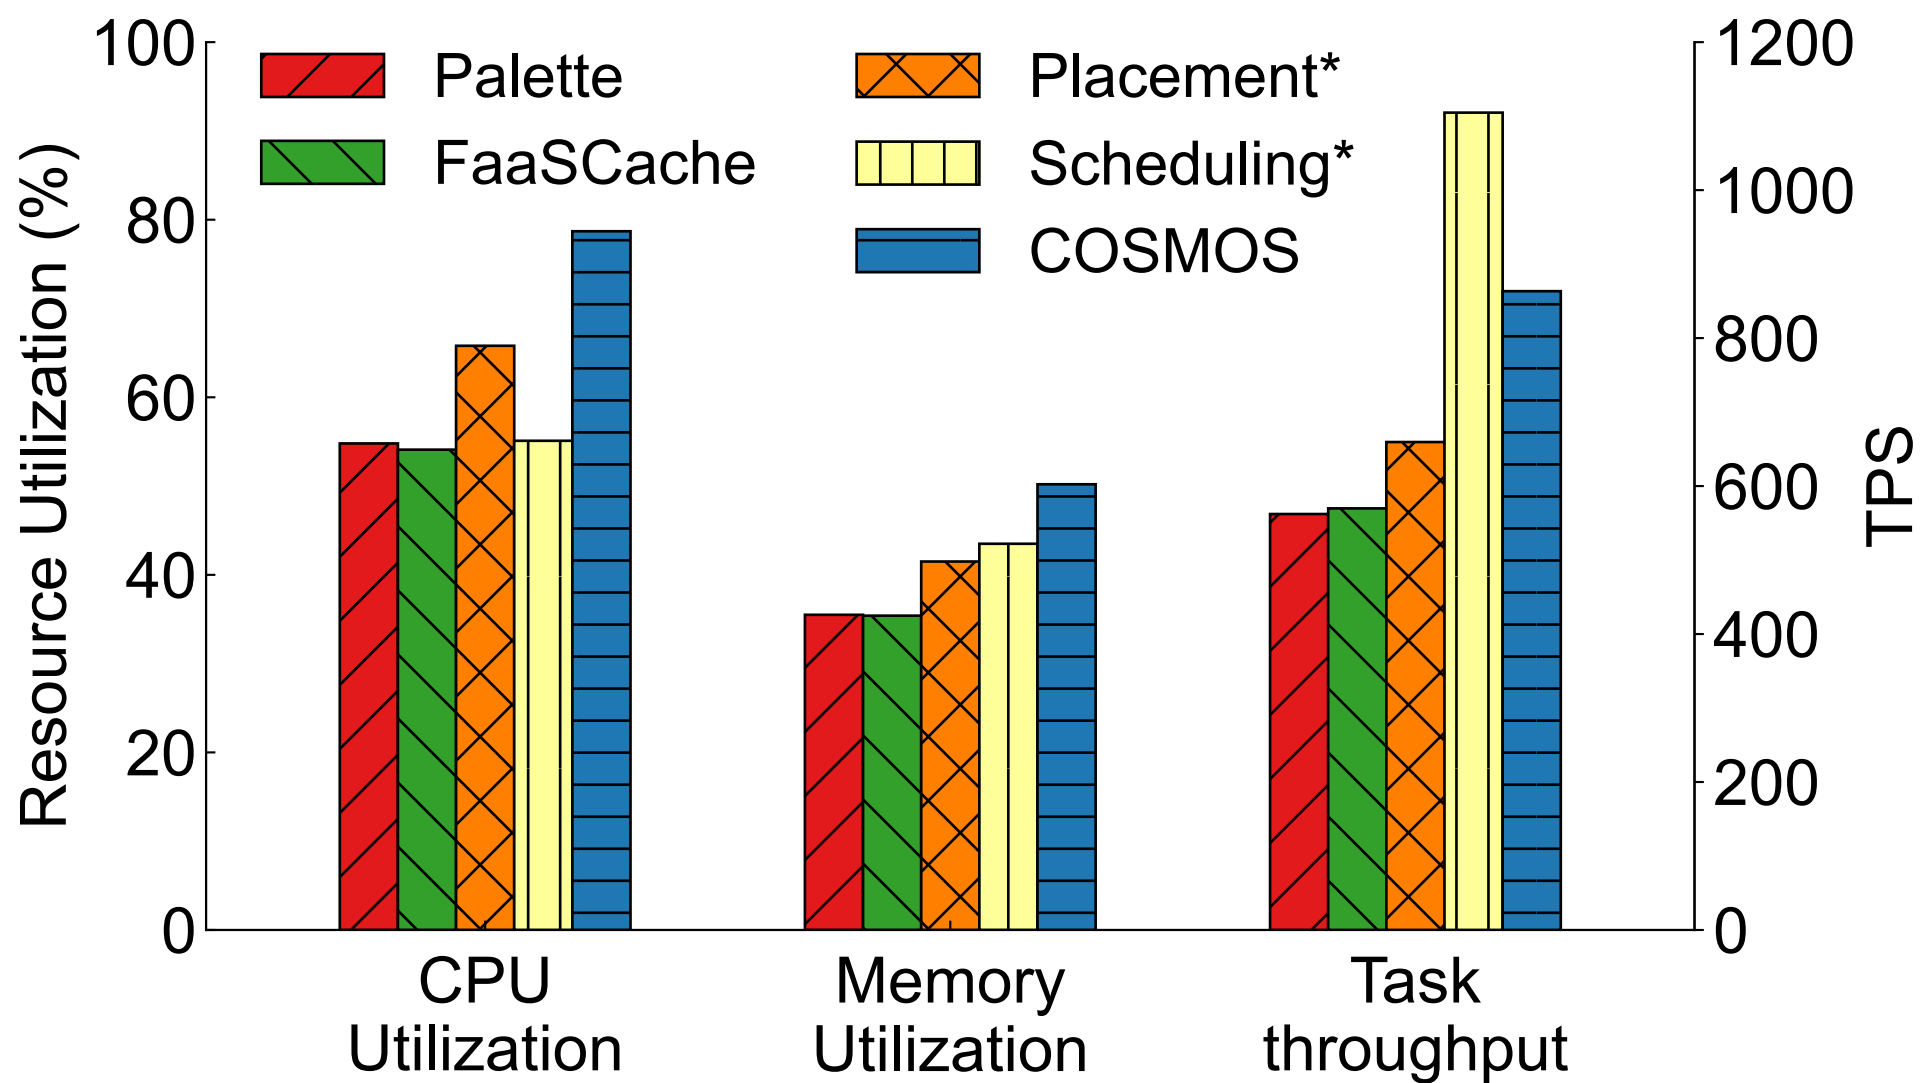 Resource Utilization (%)
100
80
60
40
20
0
Palette
FaaSCache
Placement*
Scheduling*
COSMOS
1200
1000
800
600
400
200
0
TPS
CPU
Utilization
Memory
Utilization
Task
throughput